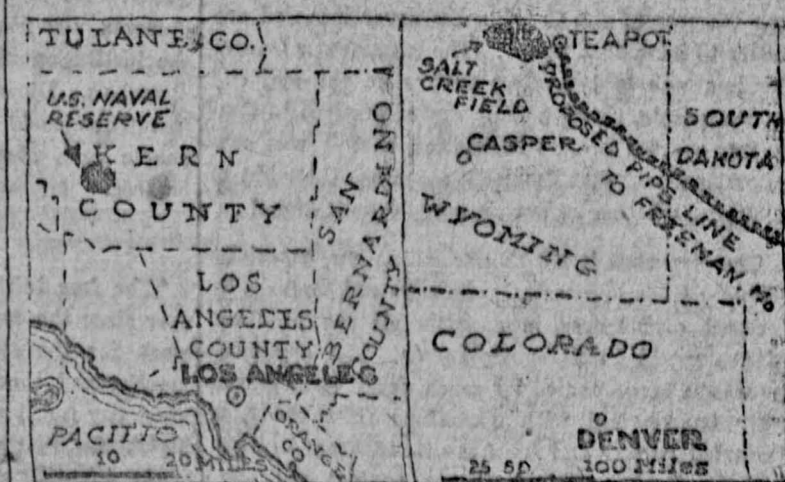 TULANE, CO.
U.S. NAVAL
RESERVE
KERN
COUNTY
SAN
BERNARDINO
COUNTY
LOS
ANGELES
COUNTY
LOS ANGELES
ORANGE
CO
PACIFIC
10 20 MILES
TEAPOT
SALT
CREEK
FIELD
PROPOSED PIPE LINE
TO FREEMAN, MO
CASPER
SOUTH
DAKOTA
WYOMING
COLORADO
DENVER
25 50 100 Miles